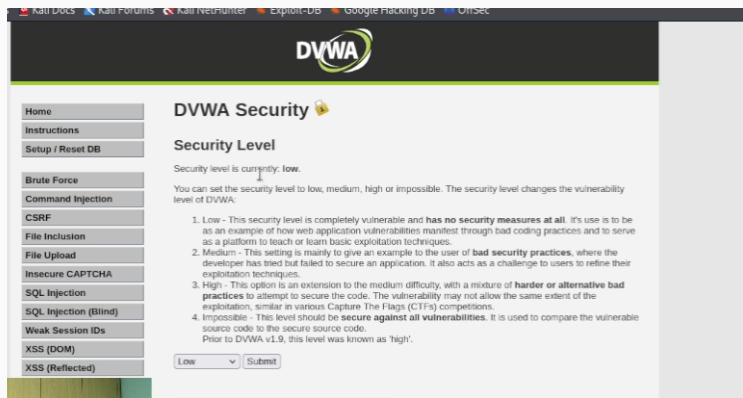 Kali Docs Kali Forums Kali NetHunter Exploit-DB Google Hacking DB OffSec
DVWA
Home
Instructions
Setup / Reset DB
Brute Force
Command Injection
CSRF
File Inclusion
File Upload
Insecure CAPTCHA
SQL Injection
SQL Injection (Blind)
Weak Session IDs
XSS (DOM)
XSS (Reflected)
DVWA Security
Security Level
Security level is currently: low.
You can set the security level to low, medium, high or impossible. The security level changes the vulnerability
level of DVWA:
1. Low - This security level is completely vulnerable and has no security measures at all. It's use is to be
as an example of how web application vulnerabilities manifest through bad coding practices and to serve
as a platform to teach or learn basic exploitation techniques.
2. Medium - This setting is mainly to give an example to the user of bad security practices, where the
developer has tried but failed to secure an application. It also acts as a challenge to users to refine their
exploitation techniques.
3. High - This option is an extension to the medium difficulty, with a mixture of harder or alternative bad
practices to attempt to secure the code. The vulnerability may not allow the same extent of the
exploitation, similar in various Capture The Flags (CTFs) competitions.
4. Impossible - This level should be secure against all vulnerabilities. It is used to compare the vulnerable
source code to the secure source code.
Prior to DVWA v1.9, this level was known as 'high'.
Low Submit